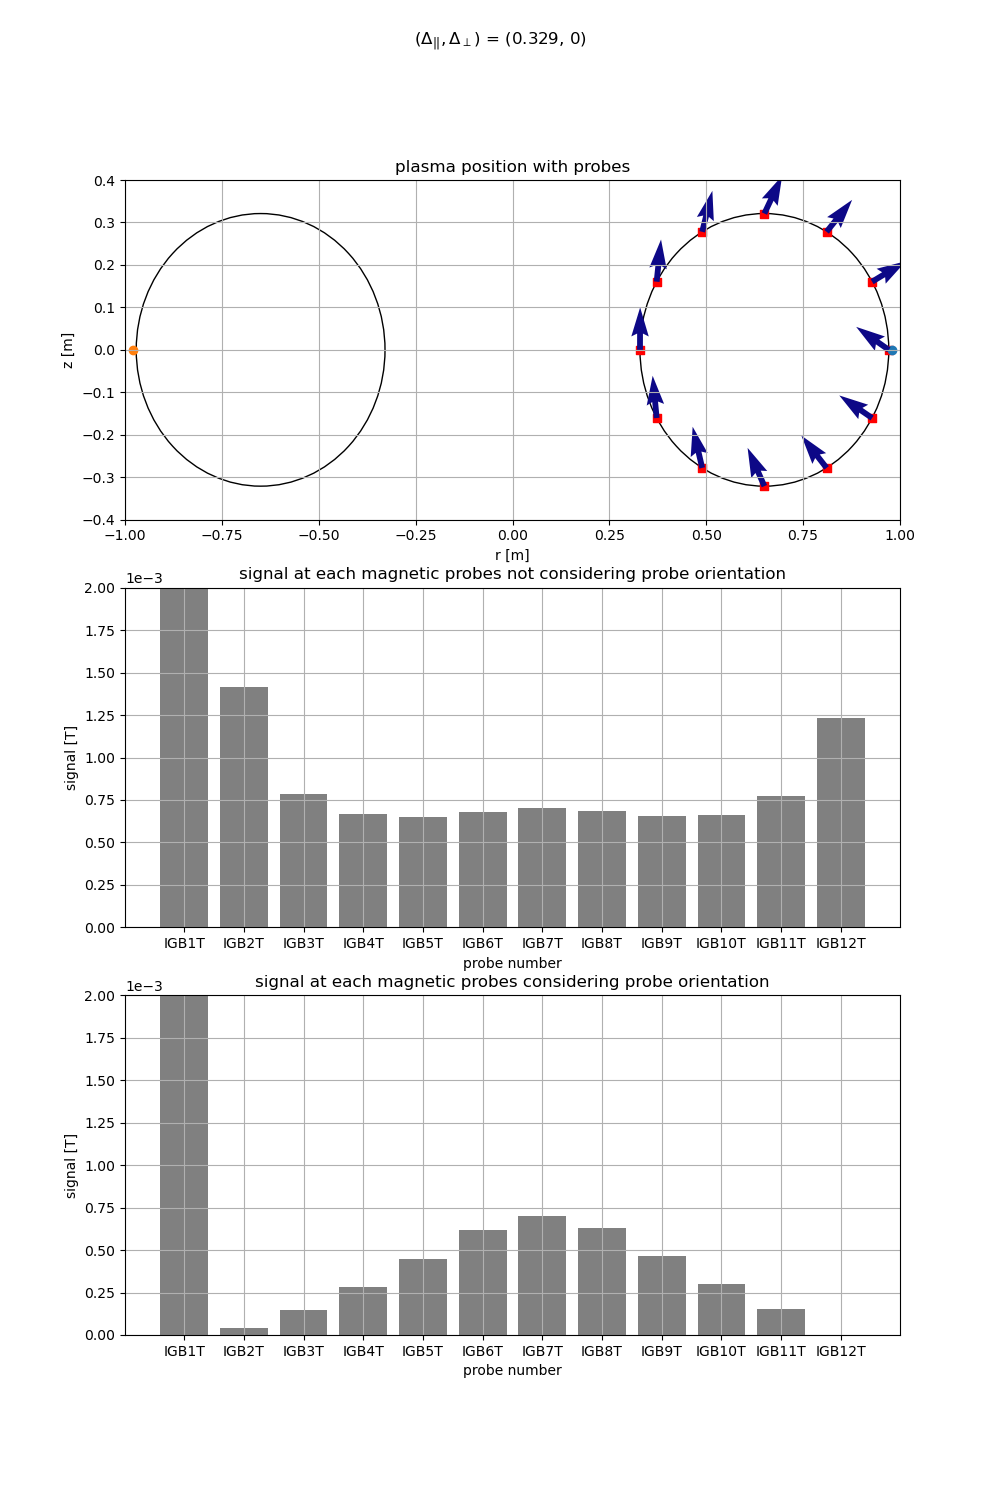 (Δ∥, Δ⊥) = (0.329, 0)
plasma position with probes
0.4
0.3
0.2
0.1
0.0
−0.1
−0.2
−0.3
−0.4
z [m]
−1.00 −0.75 −0.50 −0.25 0.00 0.25 0.50 0.75 1.00
r [m]
signal at each magnetic probes not considering probe orientation
1e−3
2.00
1.75
1.50
1.25
1.00
0.75
0.50
0.25
0.00
signal [T]
IGB1T IGB2T IGB3T IGB4T IGB5T IGB6T IGB7T IGB8T IGB9T IGB10T IGB11T IGB12T
probe number
signal at each magnetic probes considering probe orientation
1e−3
2.00
1.75
1.50
1.25
1.00
0.75
0.50
0.25
0.00
signal [T]
IGB1T IGB2T IGB3T IGB4T IGB5T IGB6T IGB7T IGB8T IGB9T IGB10T IGB11T IGB12T
probe number